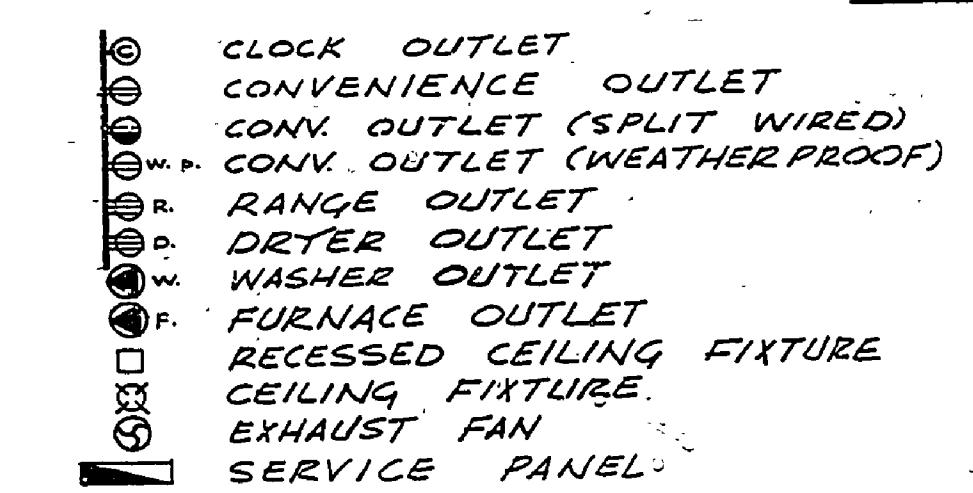 © CLOCK OUTLET
CONVENIENCE OUTLET
CONV. OUTLET (SPLIT WIRED)
W. P. CONV. OUTLET (WEATHERPROOF)
R. RANGE OUTLET
D. DRYER OUTLET
W. WASHER OUTLET
F. FURNACE OUTLET
RECESSED CEILING FIXTURE
CEILING FIXTURE.
EXHAUST FAN
SERVICE PANEL